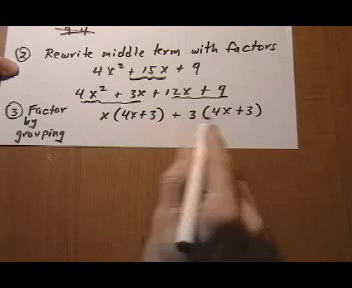 ② Rewrite middle term with factors
4x² + 15x + 9
4x² + 3x + 12x + 9
③ Factor by grouping x(4x+3) + 3(4x+3)